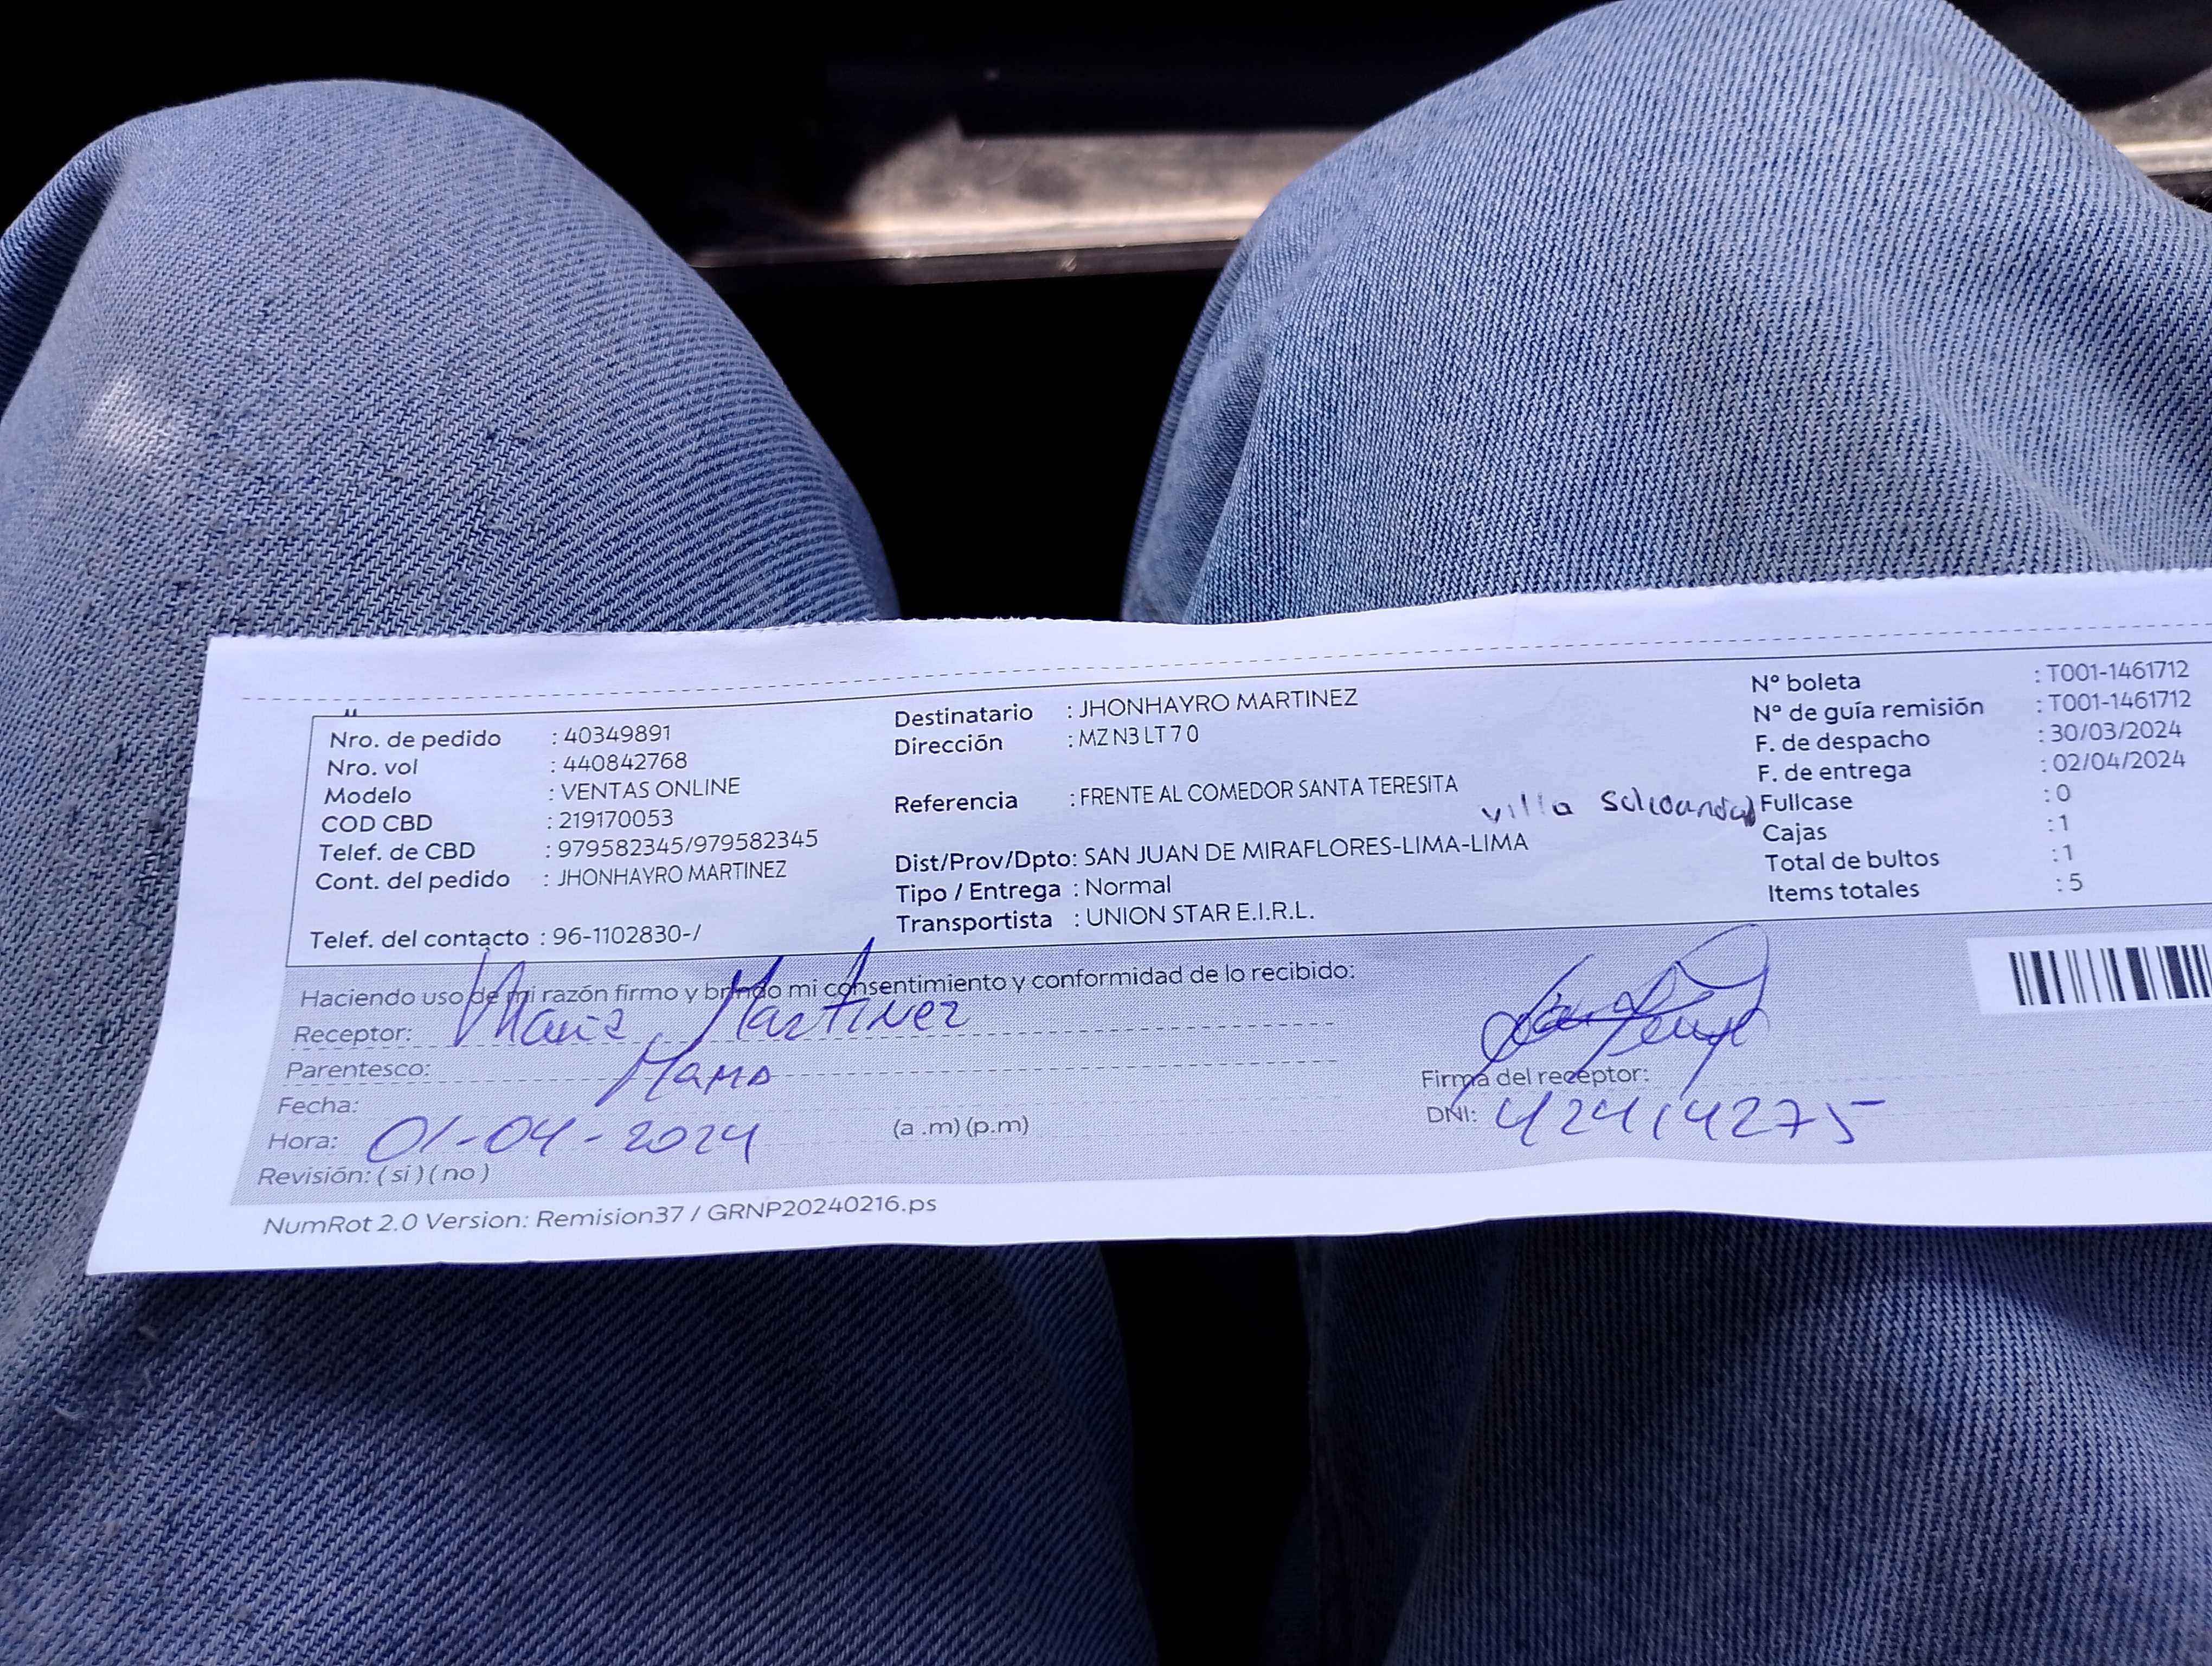 Nro. de pedido : 40349891
Nro. vol : 440842768
Modelo : VENTAS ONLINE
COD CBD : 219170053
Telef. de CBD : 979582345/979582345
Cont. del pedido : JHONHAYRO MARTINEZ
Telef. del contacto : 96-1102830-/
Destinatario : JHONHAYRO MARTINEZ
Dirección : MZ N3 LT 7 0
Referencia : FRENTE AL COMEDOR SANTA TERESITA
villa
Dist/Prov/Dpto: SAN JUAN DE MIRAFLORES-LIMA-LIMA
Tipo / Entrega : Normal
Transportista : UNION STAR E.I.R.L.
Nº boleta : T001-1461712
Nº de guía remisión : T001-1461712
F. de despacho : 30/03/2024
F. de entrega : 02/04/2024
Fullcase : 0
Cajas : 1
Total de bultos : 1
Items totales : 5
Haciendo uso de mi razón firmo y brindo mi consentimiento y conformidad de lo recibido:
Receptor: Maria Martinez
Parentesco: Mama
Fecha:
Hora: 01-04-2024 (a .m) (p.m)
Revisión: ( si ) ( no )
Firma del receptor:
DNI: 42414275
NumRot 2.0 Version: Remision37 / GRNP20240216.ps